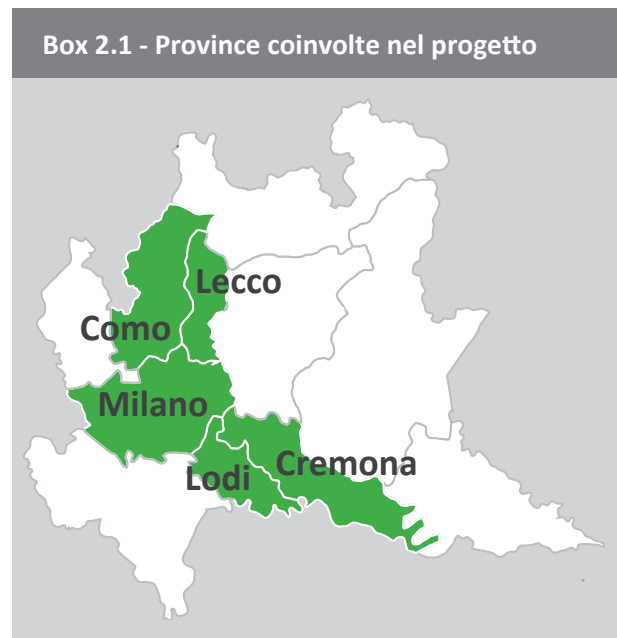 Box 2.1 - Province coinvolte nel progetto
Lecco
Como
Milano
Cremona
Lodi